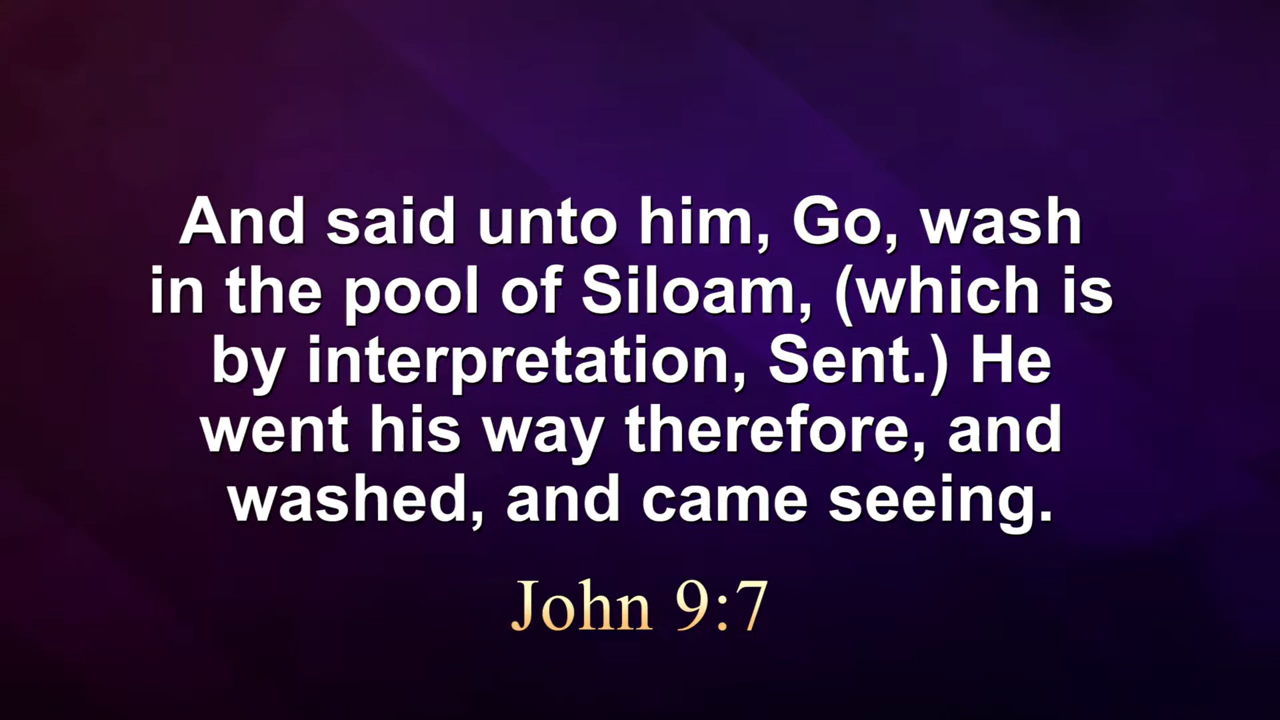 And said unto him, Go, wash
in the pool of Siloam, (which is
by interpretation, Sent.) He
went his way therefore, and
washed, and came seeing.
John 9:7